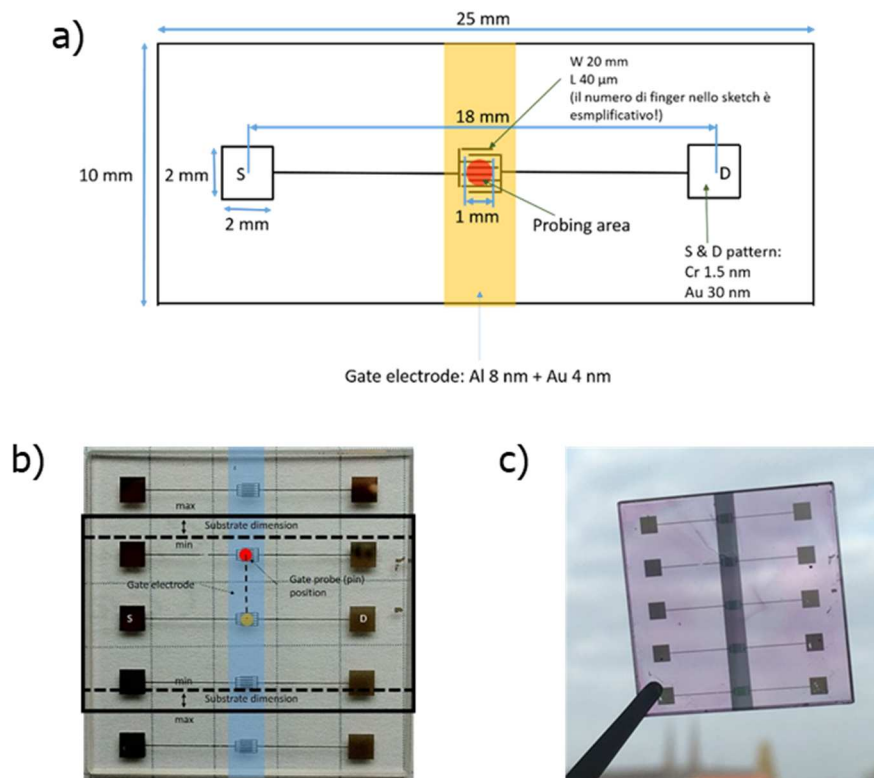 a)
25 mm
W 20 mm
L 40 µm
(il numero di finger nello sketch è
esmplificativo!)
18 mm
10 mm
2 mm
S
D
2 mm
1 mm
Probing area
S & D pattern:
Cr 1.5 nm
Au 30 nm
Gate electrode: Al 8 nm + Au 4 nm
b)
max
Substrate dimension
min
Gate electrode
Gate probe (pin)
position
S
D
min
Substrate dimension
max
c)